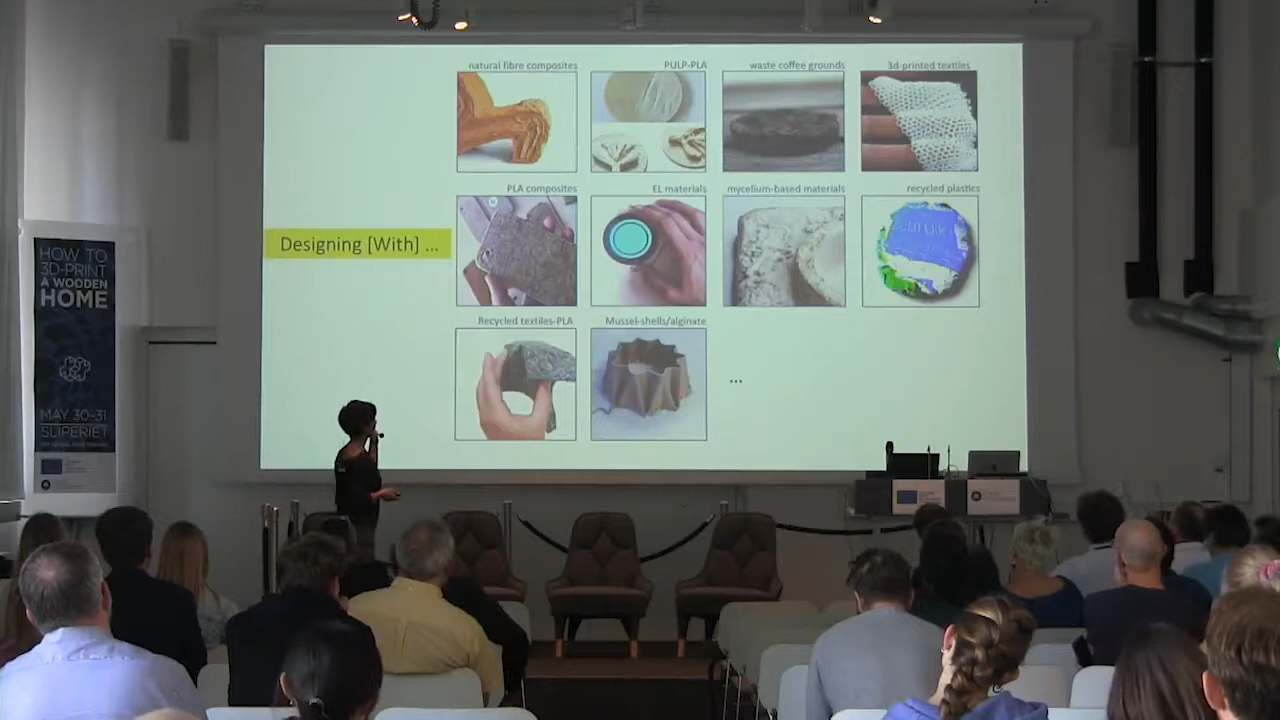 natural fibre composites
PULP-PLA
waste coffee grounds
3d-printed textiles
PLA composites
EL materials
mycelium-based materials
recycled plastics
Designing [With] ...
Recycled textiles-PLA
Mussel-shells/alginate
...
HOW TO
3D-PRINT
A WOODEN
HOME
MAY 30-31
SLIPERIET